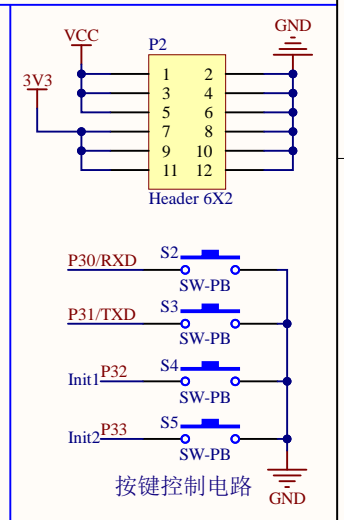 VCC
GND
P2
3V3
1 2
3 4
5 6
7 8
9 10
11 12
Header 6X2
S2
P30/RXD
SW-PB
S3
P31/TXD
SW-PB
S4
Init1 P32
SW-PB
S5
Init2 P33
SW-PB
按键控制电路
GND